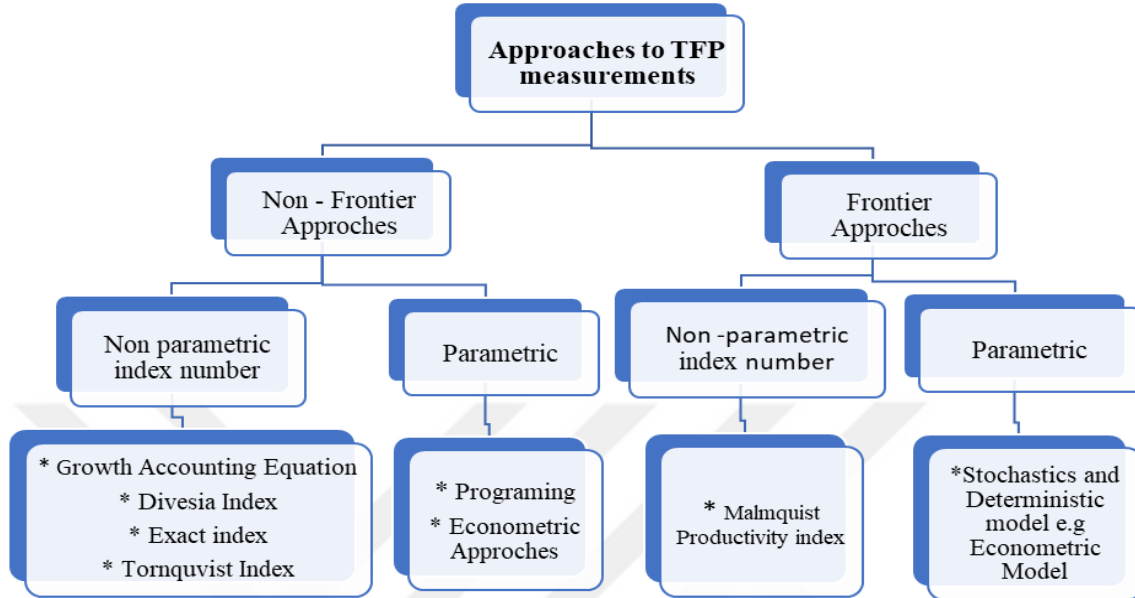 Approaches to TFP
measurements
Non - Frontier
Approches
Frontier
Approaches
Non parametric
index number
Parametric
Non -parametric
index number
Parametric
* Growth Accounting Equation
* Divesia Index
* Exact index
* Tornquvist Index
* Programing
* Econometric
Approches
* Malmquist
Productivity index
*Stochastics and
Deterministic
model e.g
Econometric
Model